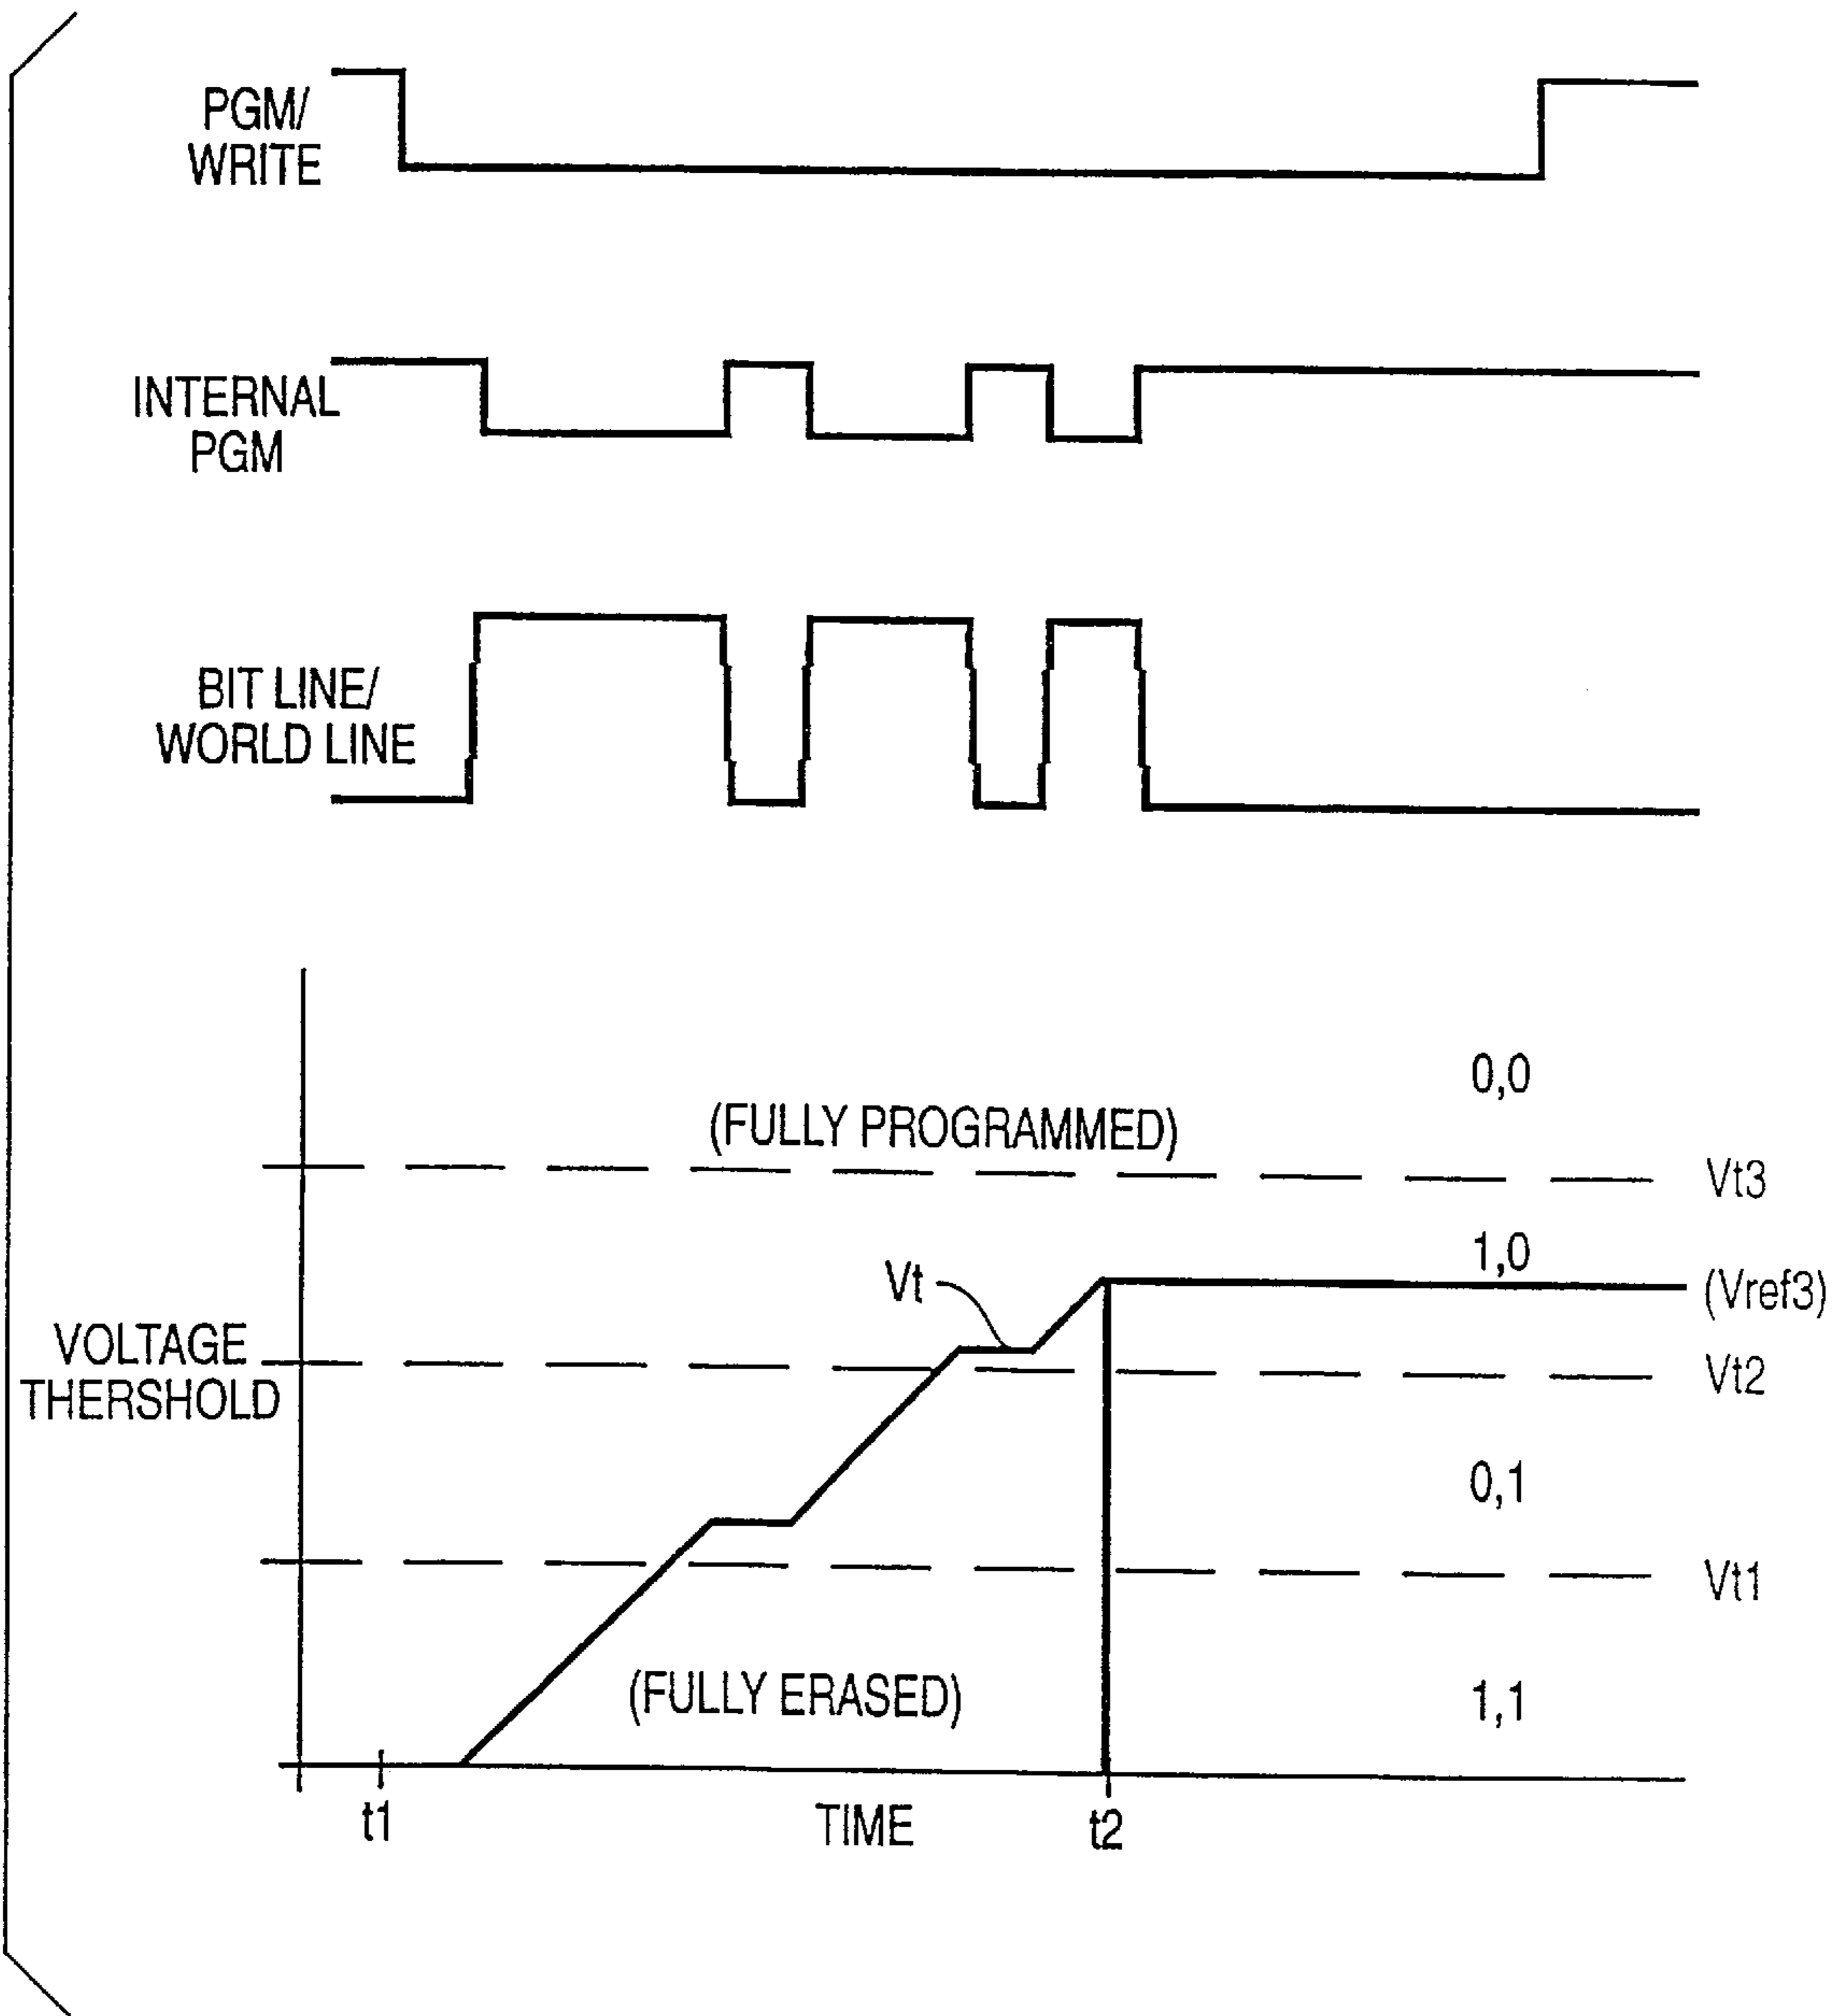 PGM/
WRITE
INTERNAL
PGM
BIT LINE/
WORLD LINE
0,0
(FULLY PROGRAMMED)
Vt3
1,0
Vt
(Vref3)
VOLTAGE
THERSHOLD
Vt2
0,1
Vt1
(FULLY ERASED)
1,1
t1
TIME
t2